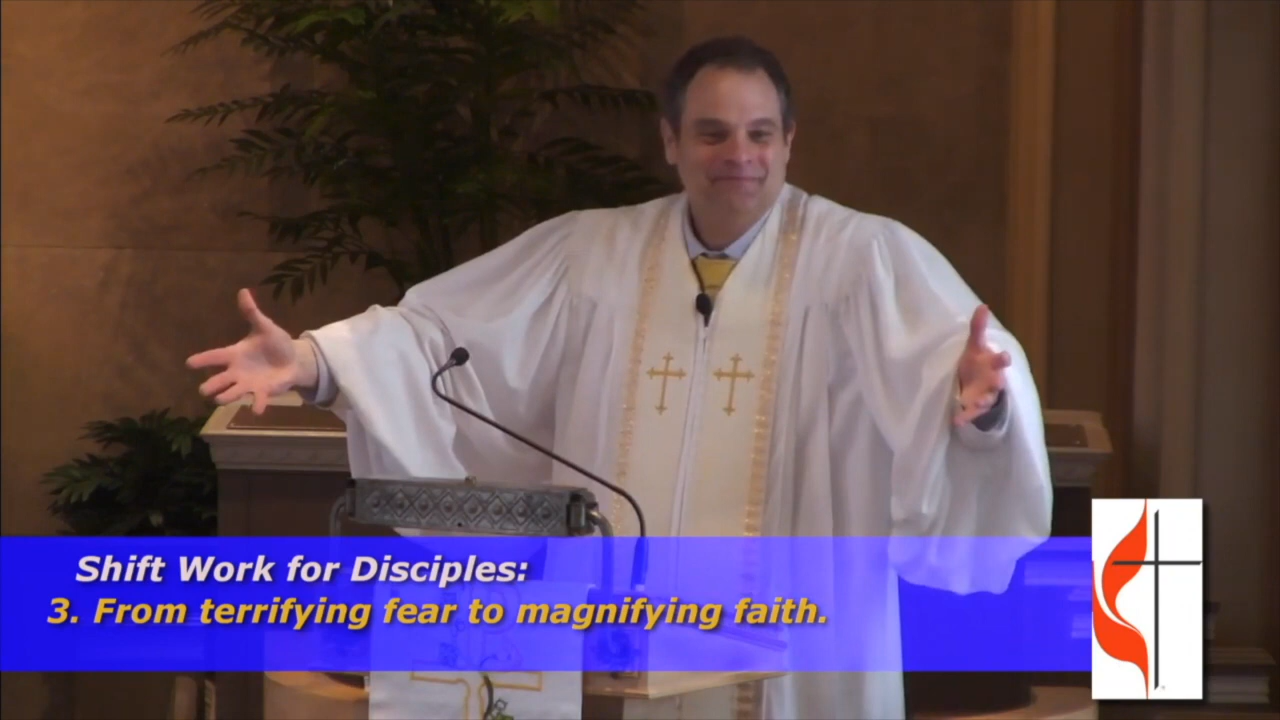 Shift Work for Disciples:
3. From terrifying fear to magnifying faith.